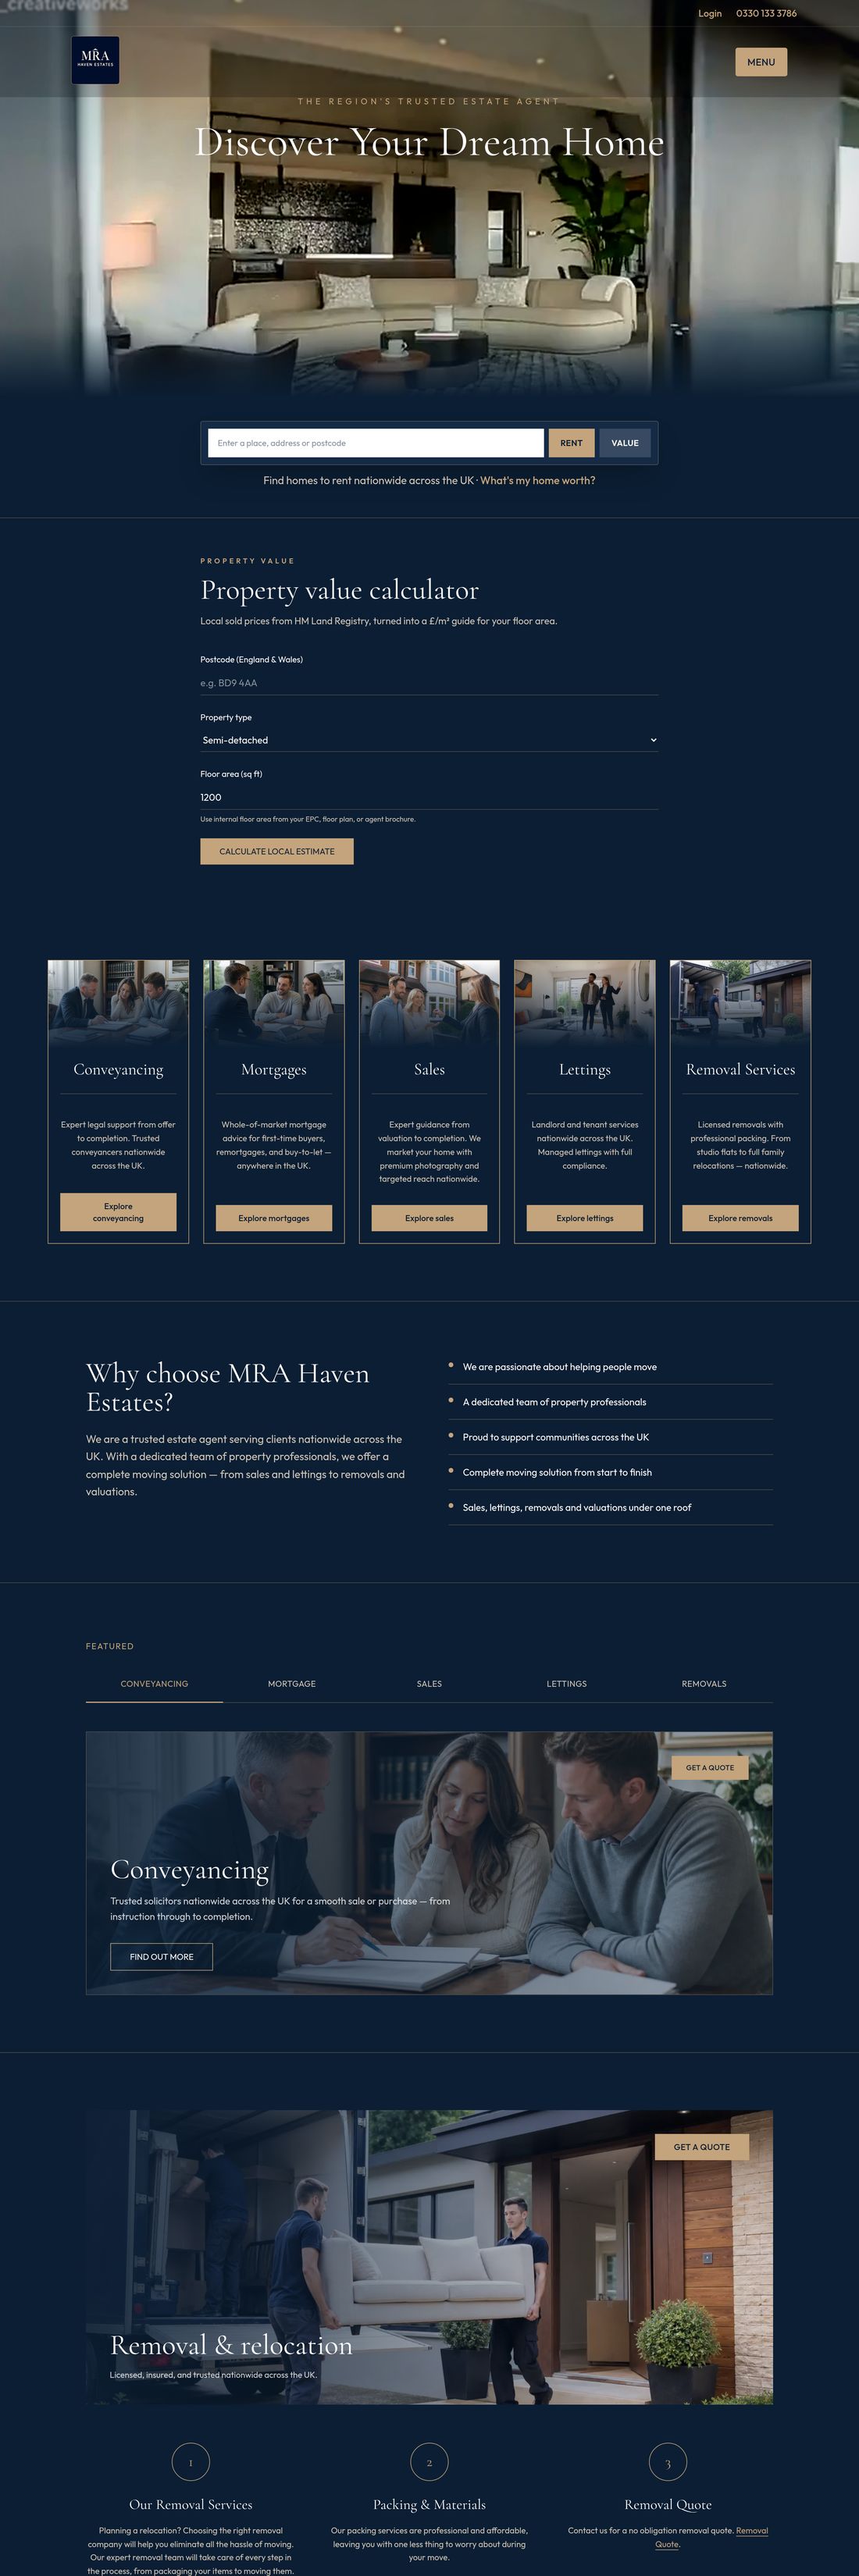 _creativeworks
Login 0330 133 3786
MRA
HAVEN ESTATES
MENU
THE REGION'S TRUSTED ESTATE AGENT
Discover Your Dream Home
Enter a place, address or postcode
RENT
VALUE
Find homes to rent nationwide across the UK · What's my home worth?
PROPERTY VALUE
Property value calculator
Local sold prices from HM Land Registry, turned into a £/m² guide for your floor area.
Postcode (England & Wales)
e.g. BD9 4AA
Property type
Semi-detached
Floor area (sq ft)
1200
Use internal floor area from your EPC, floor plan, or agent brochure.
CALCULATE LOCAL ESTIMATE
Conveyancing
Expert legal support from offer
to completion. Trusted
conveyancers nationwide
across the UK.
Explore
conveyancing
Mortgages
Whole-of-market mortgage
advice for first-time buyers,
remortgages, and buy-to-let —
anywhere in the UK.
Explore mortgages
Sales
Expert guidance from
valuation to completion. We
market your home with
premium photography and
targeted reach nationwide.
Explore sales
Lettings
Landlord and tenant services
nationwide across the UK.
Managed lettings with full
compliance.
Explore lettings
Removal Services
Licensed removals with
professional packing. From
studio flats to full family
relocations — nationwide.
Explore removals
Why choose MRA Haven
Estates?
We are a trusted estate agent serving clients nationwide across the
UK. With a dedicated team of property professionals, we offer a
complete moving solution — from sales and lettings to removals and
valuations.
We are passionate about helping people move
A dedicated team of property professionals
Proud to support communities across the UK
Complete moving solution from start to finish
Sales, lettings, removals and valuations under one roof
FEATURED
CONVEYANCING MORTGAGE SALES LETTINGS REMOVALS
GET A QUOTE
Conveyancing
Trusted solicitors nationwide across the UK for a smooth sale or purchase — from
instruction through to completion.
FIND OUT MORE
GET A QUOTE
Removal & relocation
Licensed, insured, and trusted nationwide across the UK.
1
Our Removal Services
Planning a relocation? Choosing the right removal
company will help you eliminate all the hassle of moving.
Our expert removal team will take care of every step in
the process, from packaging your items to moving them.
2
Packing & Materials
Our packing services are professional and affordable,
leaving you with one less thing to worry about during
your move.
3
Removal Quote
Contact us for a no obligation removal quote. Removal
Quote.